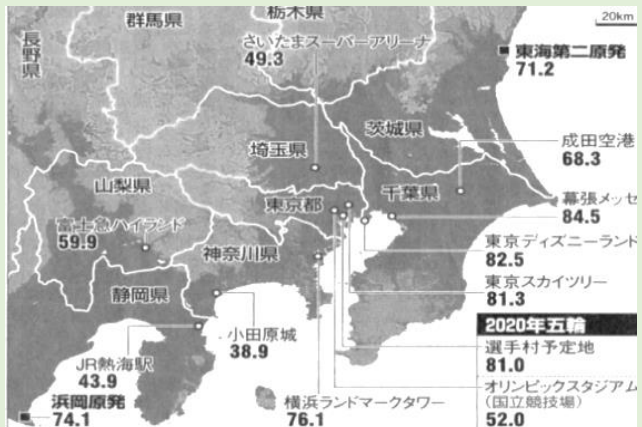 栃木県
群馬県
20km
長野県
さいたまスーパーアリーナ
49.3
東海第二原発
71.2
茨城県
埼玉県
成田空港
68.3
山梨県
千葉県
幕張メッセ
84.5
東京都
富士急ハイランド
59.9
神奈川県
東京ディズニーランド
82.5
東京スカイツリー
81.3
静岡県
2020年五輪
選手村予定地
81.0
小田原城
38.9
JR熱海駅
43.9
オリンピックスタジアム
(国立競技場)
52.0
浜岡原発
74.1
横浜ランドマークタワー
76.1